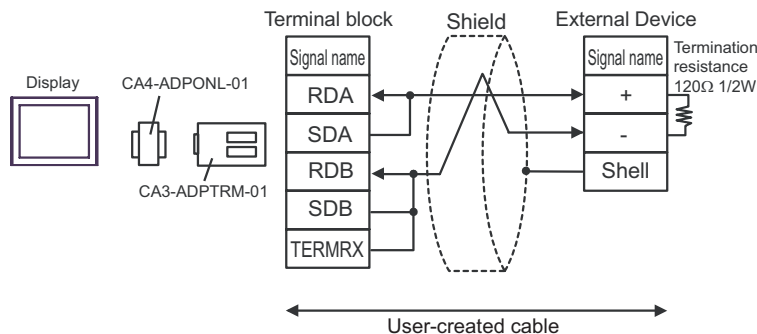 Terminal block
Shield
External Device
Signal name
Signal name
Termination
resistance
120Ω 1/2W
Display
CA4-ADPONL-01
RDA
+
SDA
-
RDB
Shell
CA3-ADPTRM-01
SDB
TERMRX
User-created cable